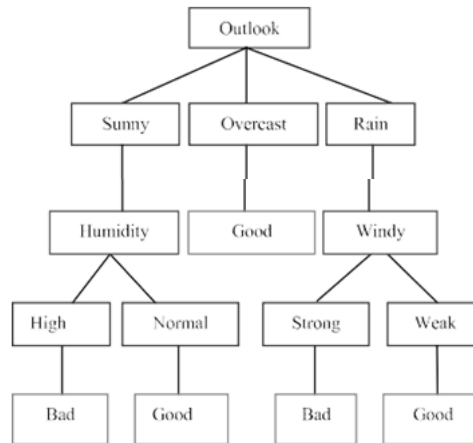 Outlook
Sunny Overcast Rain
Humidity Good Windy
High Normal Strong Weak
Bad Good Bad Good